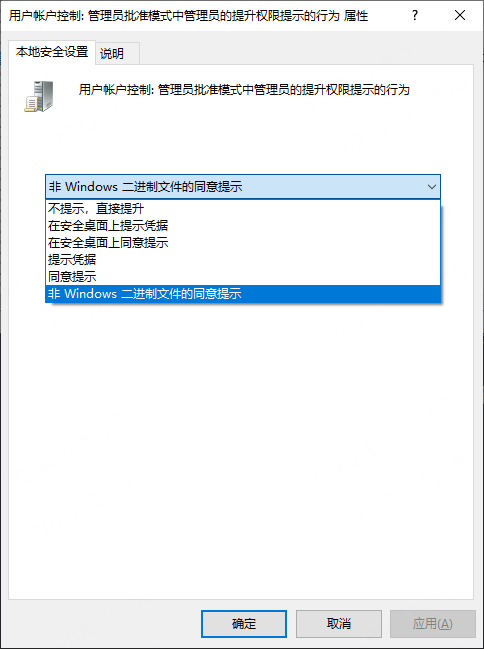 用户帐户控制: 管理员批准模式中管理员的提升权限提示的行为 属性
本地安全设置
说明
用户帐户控制: 管理员批准模式中管理员的提升权限提示的行为
非 Windows 二进制文件的同意提示
不提示，直接提升
在安全桌面上提示凭据
在安全桌面上同意提示
提示凭据
同意提示
非 Windows 二进制文件的同意提示
确定
取消
应用(A)